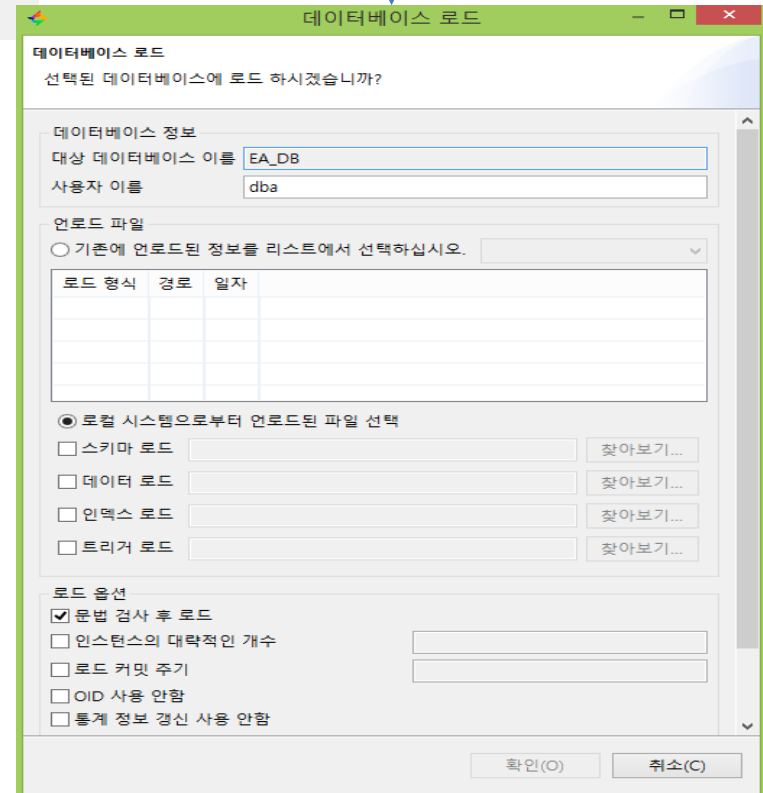 데이터베이스 로드
데이터베이스 로드
선택된 데이터베이스에 로드 하시겠습니까?
데이터베이스 정보
대상 데이터베이스 이름 EA_DB
사용자 이름 dba
언로드 파일
기존에 언로드된 정보를 리스트에서 선택하십시오.
로드 형식 경로 일자
로컬 시스템으로부터 언로드된 파일 선택
스키마 로드 찾아보기...
데이터 로드 찾아보기...
인덱스 로드 찾아보기...
트리거 로드 찾아보기...
로드 옵션
문법 검사 후 로드
인스턴스의 대략적인 개수
로드 커밋 주기
OID 사용 안함
통계 정보 갱신 사용 안함
확인(O) 취소(C)